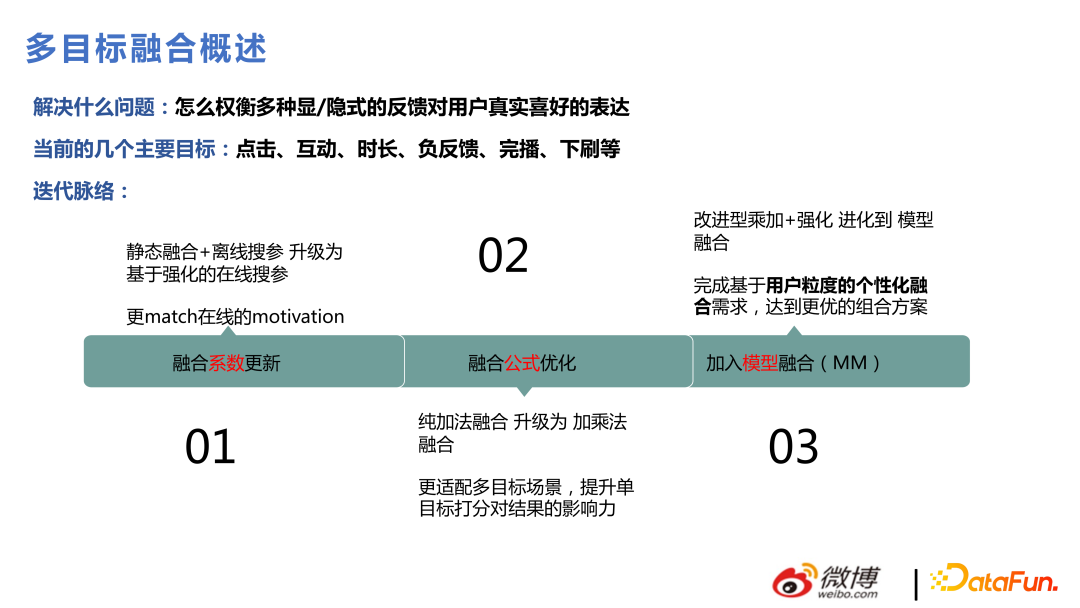 多目标融合概述
解决什么问题：怎么权衡多种显/隐式的反馈对用户真实喜好的表达
当前的几个主要目标：点击、互动、时长、负反馈、完播、下刷等
迭代脉络：
静态融合+离线搜参 升级为
基于强化的在线搜参
更match在线的motivation
融合系数更新
01
02
融合公式优化
纯加法融合 升级为 加乘法
融合
更适配多目标场景，提升单
目标打分对结果的影响力
改进型乘加+强化 进化到 模型
融合
完成基于用户粒度的个性化融
合需求，达到更优的组合方案
加入模型融合（MM）
03
微博
weibo.com
DataFun.